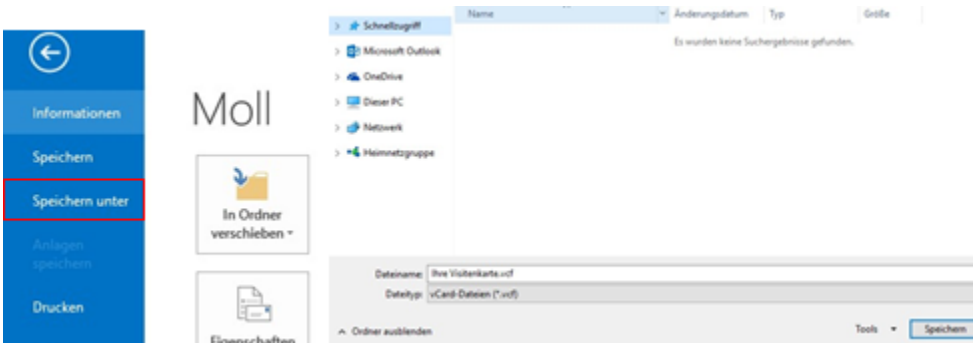 Informationen
Speichern
Speichern unter
Anlagen
speichern
Drucken
Moll
In Ordner
verschieben
Eigenschaften
Schnellzugriff
Microsoft Outlook
OneDrive
Dieser PC
Netzwerk
Heimnetzgruppe
Name Änderungsdatum Typ Größe
Es wurden keine Suchergebnisse gefunden.
Dateiname: Ihre Visitenkarte.vcf
Dateityp: vCard-Dateien (*.vcf)
Ordner ausblenden
Tools Speichern